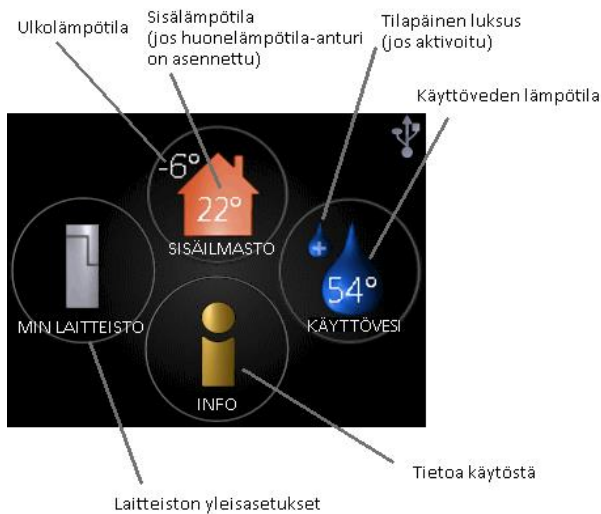 Ulkolämpötila
Sisälämpötila
(jos huonelämpötila-anturi
on asennettu)
Tilapäinen luksus
(jos aktivoitu)
Käyttöveden lämpötila
-6°
22°
SISÄILMASTO
54°
MIN LAITTEISTO
KÄYTTÖVESI
INFO
Tietoa käytöstä
Laitteiston yleisasetukset